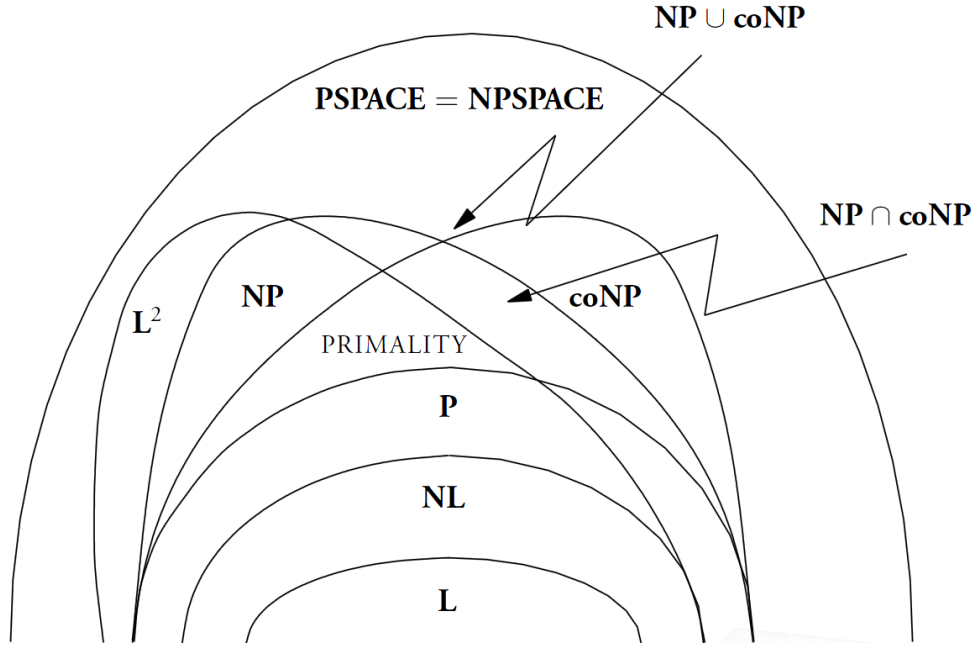 NP ∪ coNP
PSPACE = NPSPACE
NP ∩ coNP
NP
coNP
L²
PRIMALITY
P
NL
L